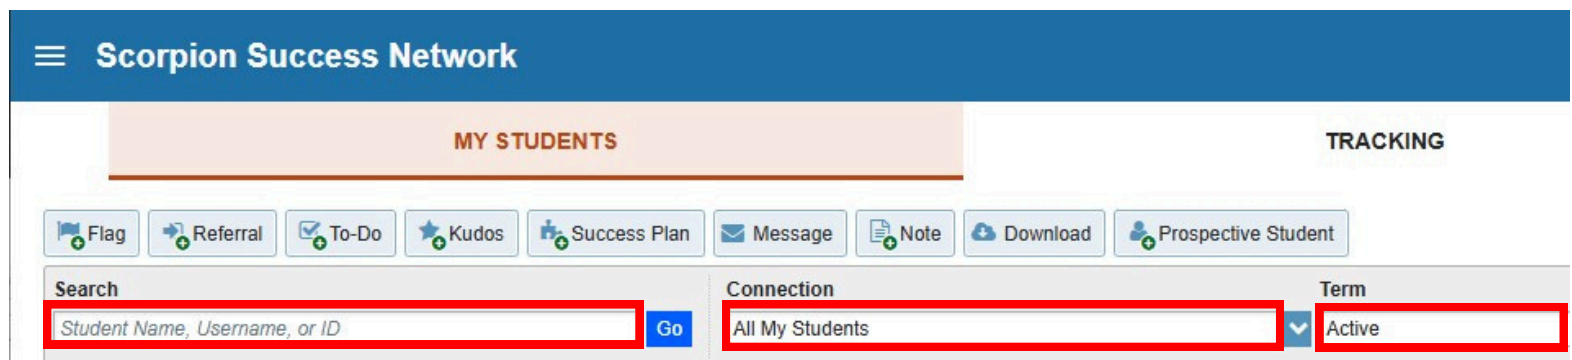 Scorpion Success Network
MY STUDENTS TRACKING
Flag Referral To-Do Kudos Success Plan Message Note Download Prospective Student
Search Connection Term
Student Name, Username, or ID Go All My Students Active